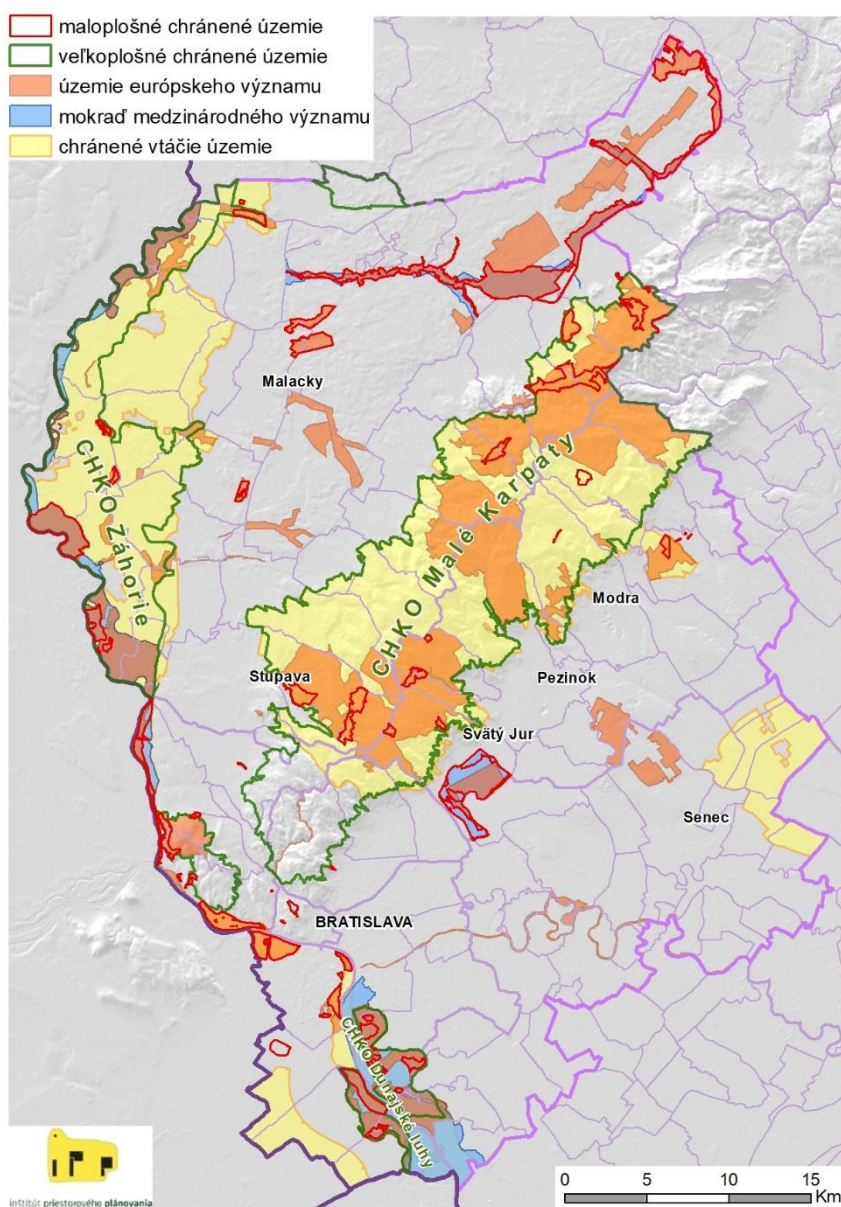 maloplošné chránené územie
veľkoplošné chránené územie
územie európskeho významu
mokraď medzinárodného významu
chránené vtáčie územie
Malacky
CHKO Záhorie
CHKO Malé Karpaty
Modra
Stupava
Pezinok
Svätý Jur
Senec
BRATISLAVA
CHKO Dunajské luhy
inštitút priestorového plánovania
0 5 10 15
Km